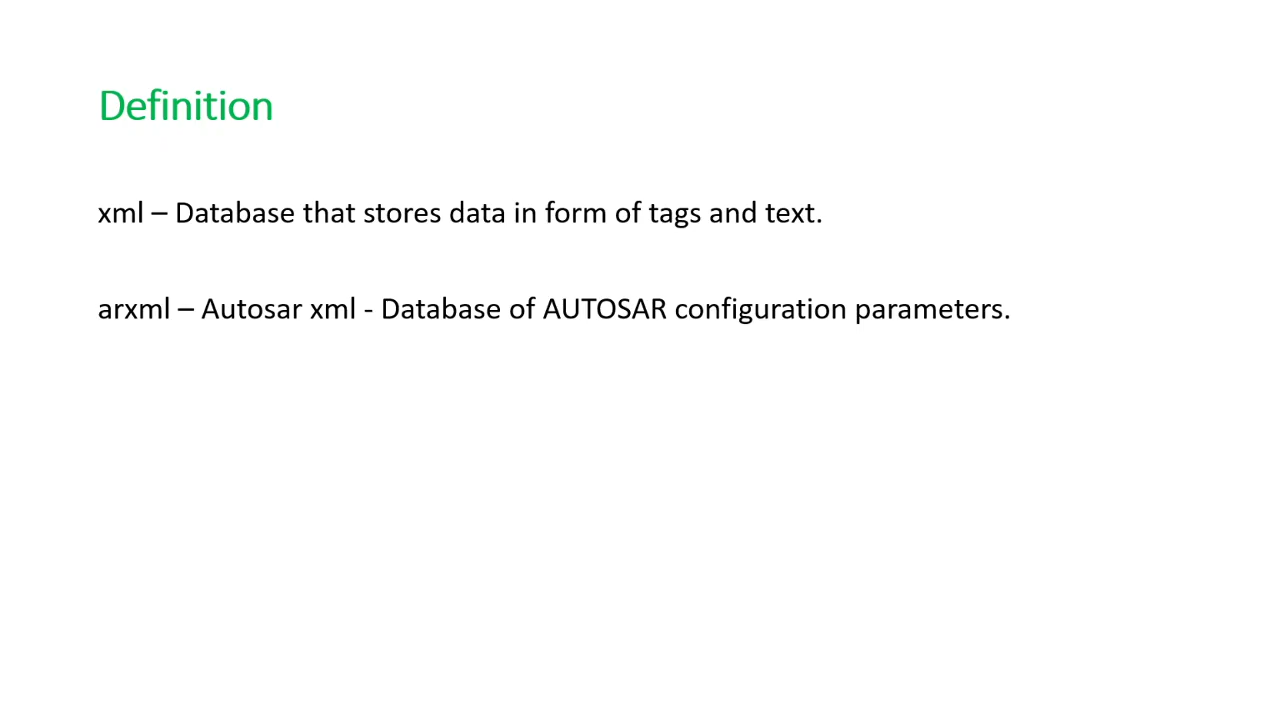 Definition
xml – Database that stores data in form of tags and text.
arxml – Autosar xml - Database of AUTOSAR configuration parameters.